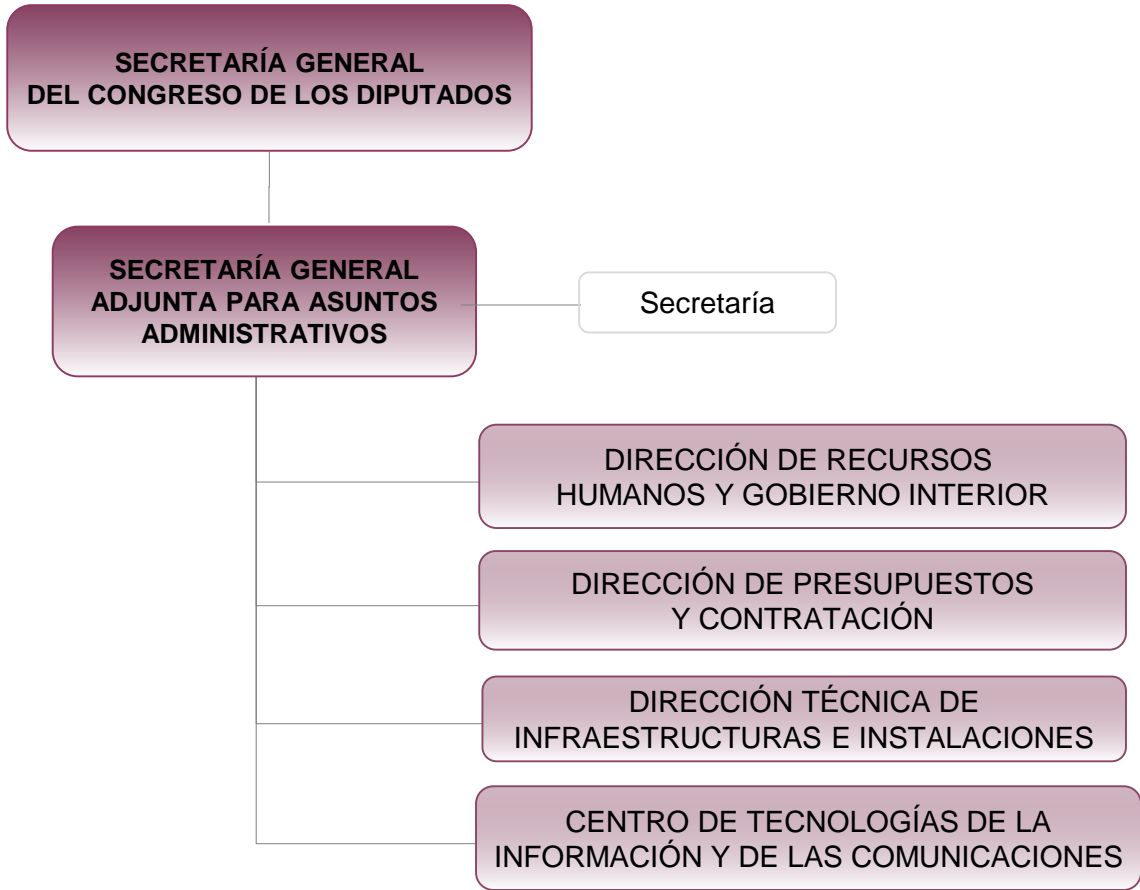 SECRETARÍA GENERAL
DEL CONGRESO DE LOS DIPUTADOS
SECRETARÍA GENERAL
ADJUNTA PARA ASUNTOS
ADMINISTRATIVOS
Secretaría
DIRECCIÓN DE RECURSOS
HUMANOS Y GOBIERNO INTERIOR
DIRECCIÓN DE PRESUPUESTOS
Y CONTRATACIÓN
DIRECCIÓN TÉCNICA DE
INFRAESTRUCTURAS E INSTALACIONES
CENTRO DE TECNOLOGÍAS DE LA
INFORMACIÓN Y DE LAS COMUNICACIONES